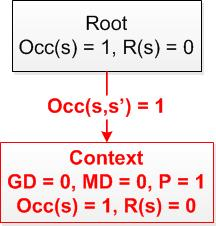 Root
Occ(s) = 1, R(s) = 0
Occ(s,s’) = 1
Context
GD = 0, MD = 0, P = 1
Occ(s) = 1, R(s) = 0